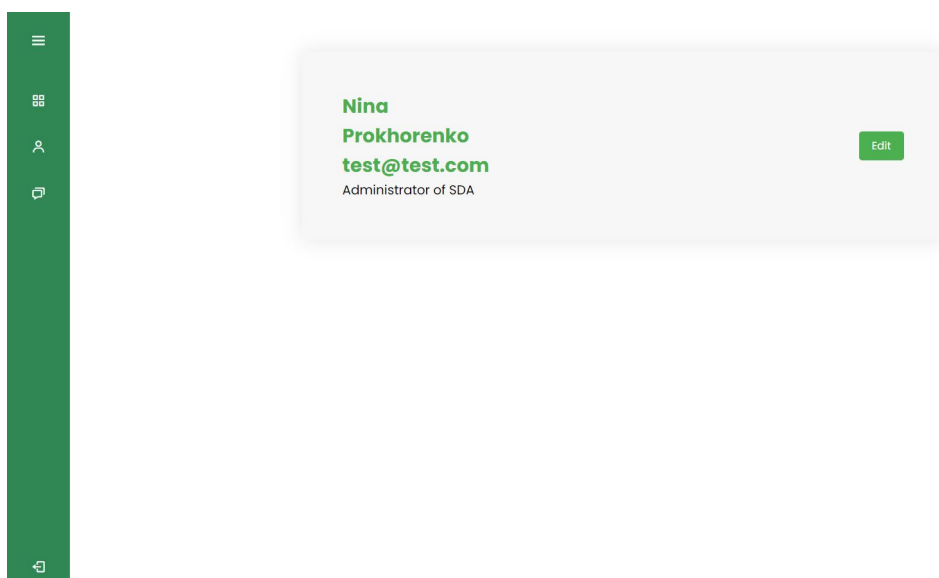 Nina
Prokhorenko
test@test.com
Administrator of SDA
Edit